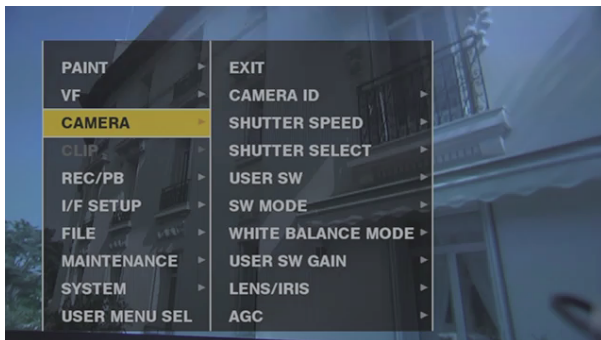 PAINT
VF
CAMERA
CLIP
REC/PB
I/F SETUP
FILE
MAINTENANCE
SYSTEM
USER MENU SEL
EXIT
CAMERA ID
SHUTTER SPEED
SHUTTER SELECT
USER SW
SW MODE
WHITE BALANCE MODE
USER SW GAIN
LENS/IRIS
AGC